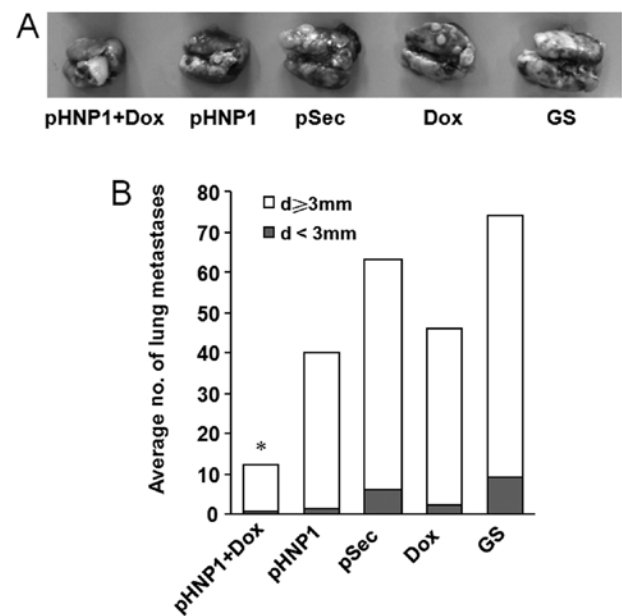 A
pHNP1+Dox pHNP1 pSec Dox GS
B
Average no. of lung metastases
80
70
60
50
40
30
20
10
0
d⩾3mm
d < 3mm
*
pHNP1+Dox
pHNP1
pSec
Dox
GS